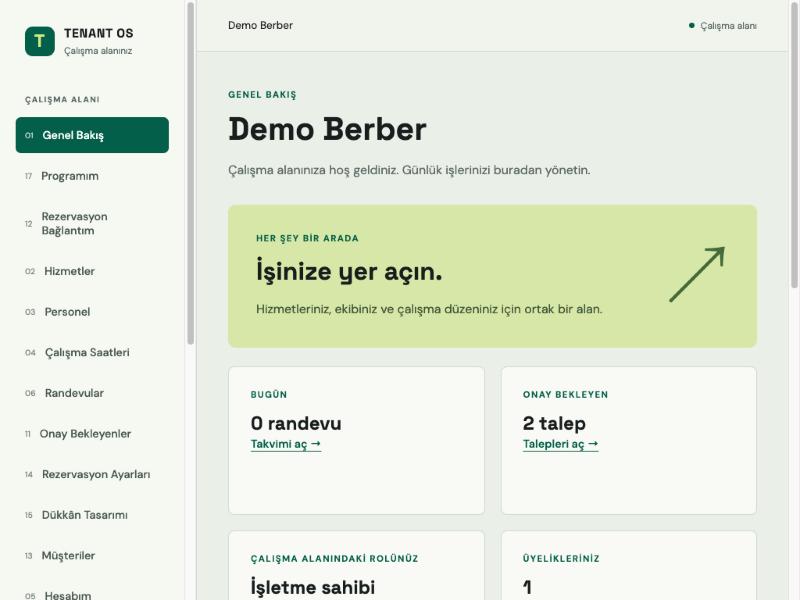 T
TENANT OS
Çalışma alanınız
ÇALIŞMA ALANI
01 Genel Bakış
17 Programım
12 Rezervasyon
Bağlantım
02 Hizmetler
03 Personel
04 Çalışma Saatleri
06 Randevular
11 Onay Bekleyenler
14 Rezervasyon Ayarları
15 Dükkân Tasarımı
13 Müşteriler
05 Hesabım
Demo Berber
Çalışma alanı
GENEL BAKIŞ
Demo Berber
Çalışma alanınıza hoş geldiniz. Günlük işlerinizi buradan yönetin.
HER ŞEY BİR ARADA
İşinize yer açın.
Hizmetleriniz, ekibiniz ve çalışma düzeniniz için ortak bir alan.
BUGÜN
0 randevu
Takvimi aç →
ONAY BEKLEYEN
2 talep
Talepleri aç →
ÇALIŞMA ALANINDAKİ ROLÜNÜZ
İşletme sahibi
ÜYELİKLERİNİZ
1